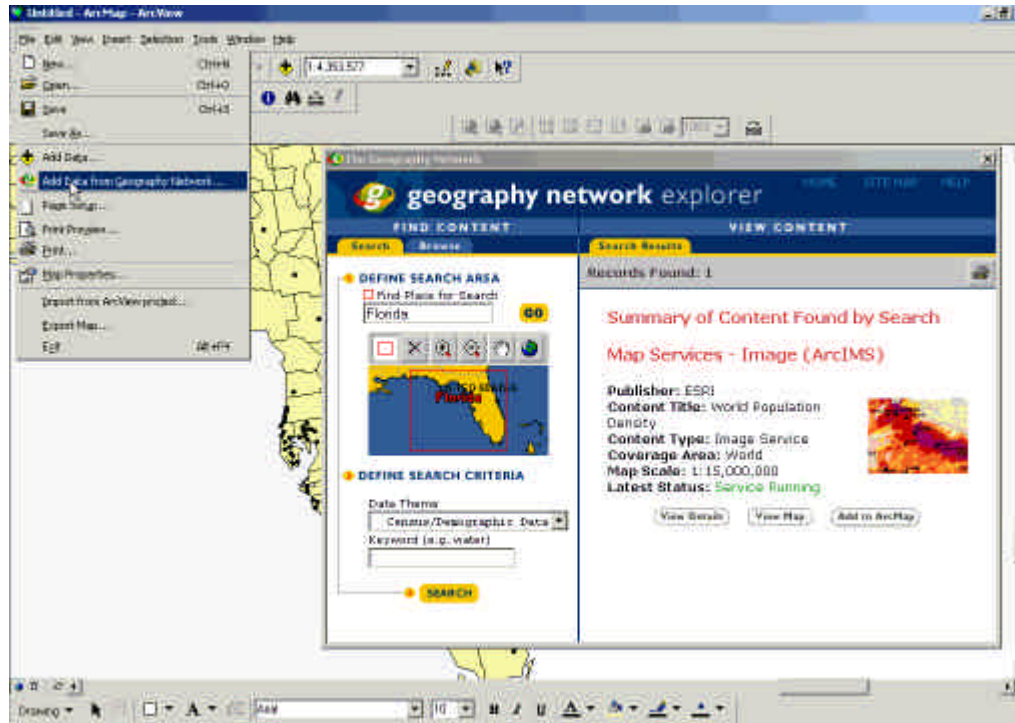 Untitled - ArcMap - ArcView
File Edit View Insert Selection Tools Window Help
New... Ctrl+N
Open... Ctrl+O
Save Ctrl+S
Save As...
Add Data...
Add Data from Geography Network...
Page Setup...
Print Preview...
Print...
Map Properties...
Import from ArcView project...
Export Map...
Exit Alt+F4
1:4,353,577
The Geography Network
geography network explorer
HOME SITE MAP HELP
FIND CONTENT
VIEW CONTENT
Search Browse
Search Results
DEFINE SEARCH AREA
Find Place for Search
Florida GO
Florida
DEFINE SEARCH CRITERIA
Data Theme
Census/Demographic Data
Keyword (e.g. water)
SEARCH
Records Found: 1
Summary of Content Found by Search
Map Services - Image (ArcIMS)
Publisher: ESRI
Content Title: World Population
Density
Content Type: Image Service
Coverage Area: World
Map Scale: 1:15,000,000
Latest Status: Service Running
View Details View Map Add to ArcMap
Drawing A Arial 10 B I U A